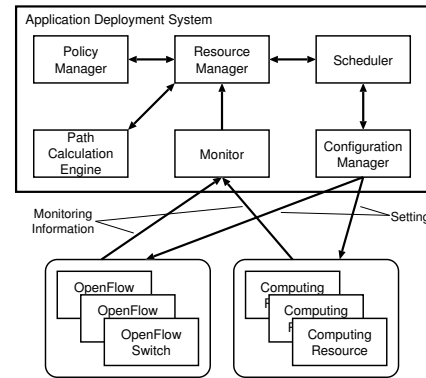 Application Deployment System
Policy
Manager
Resource
Manager
Scheduler
Path
Calculation
Engine
Monitor
Configuration
Manager
Monitoring
Information
Setting
OpenFlow
OpenFlow
OpenFlow
Switch
Computing
Computing
Computing
Resource